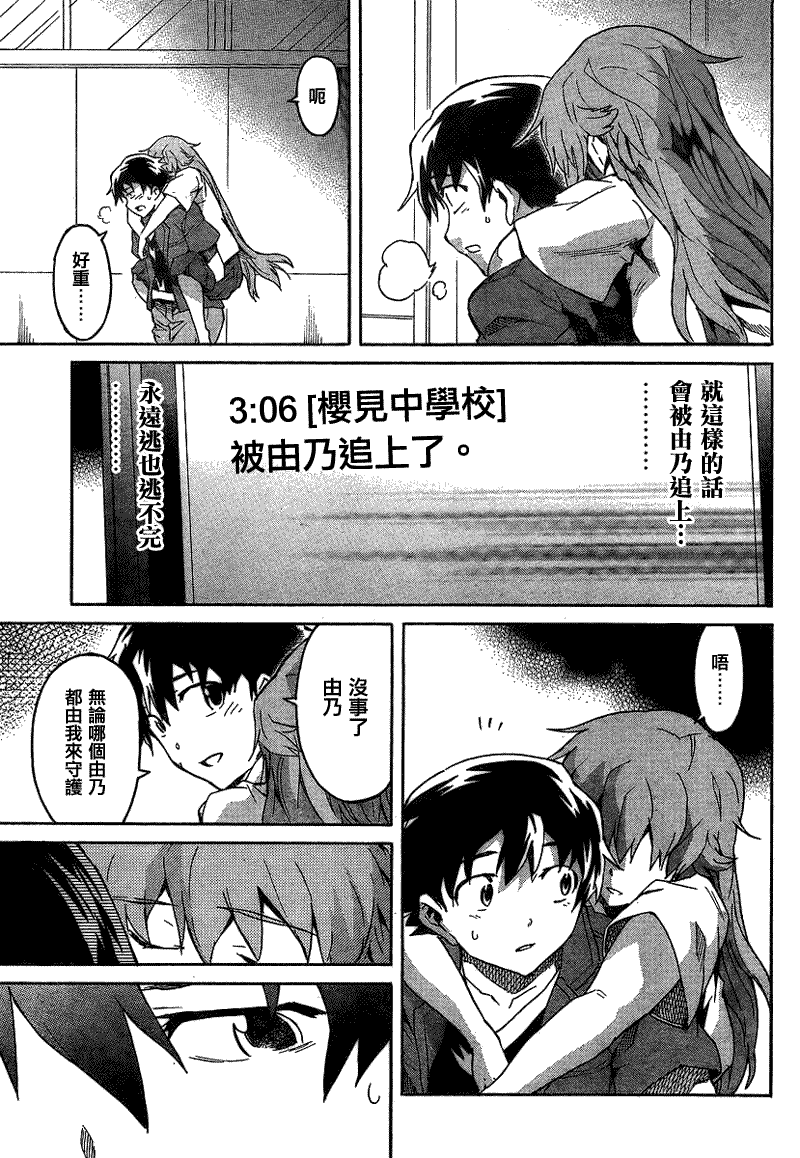 呃
好重……
就這樣的話
會被由乃追上…
…………
3:06 [櫻見中學校]
被由乃追上了。
永遠逃也逃不完
……………
唔……
沒事了
由乃
無論哪個由乃
都由我來守護